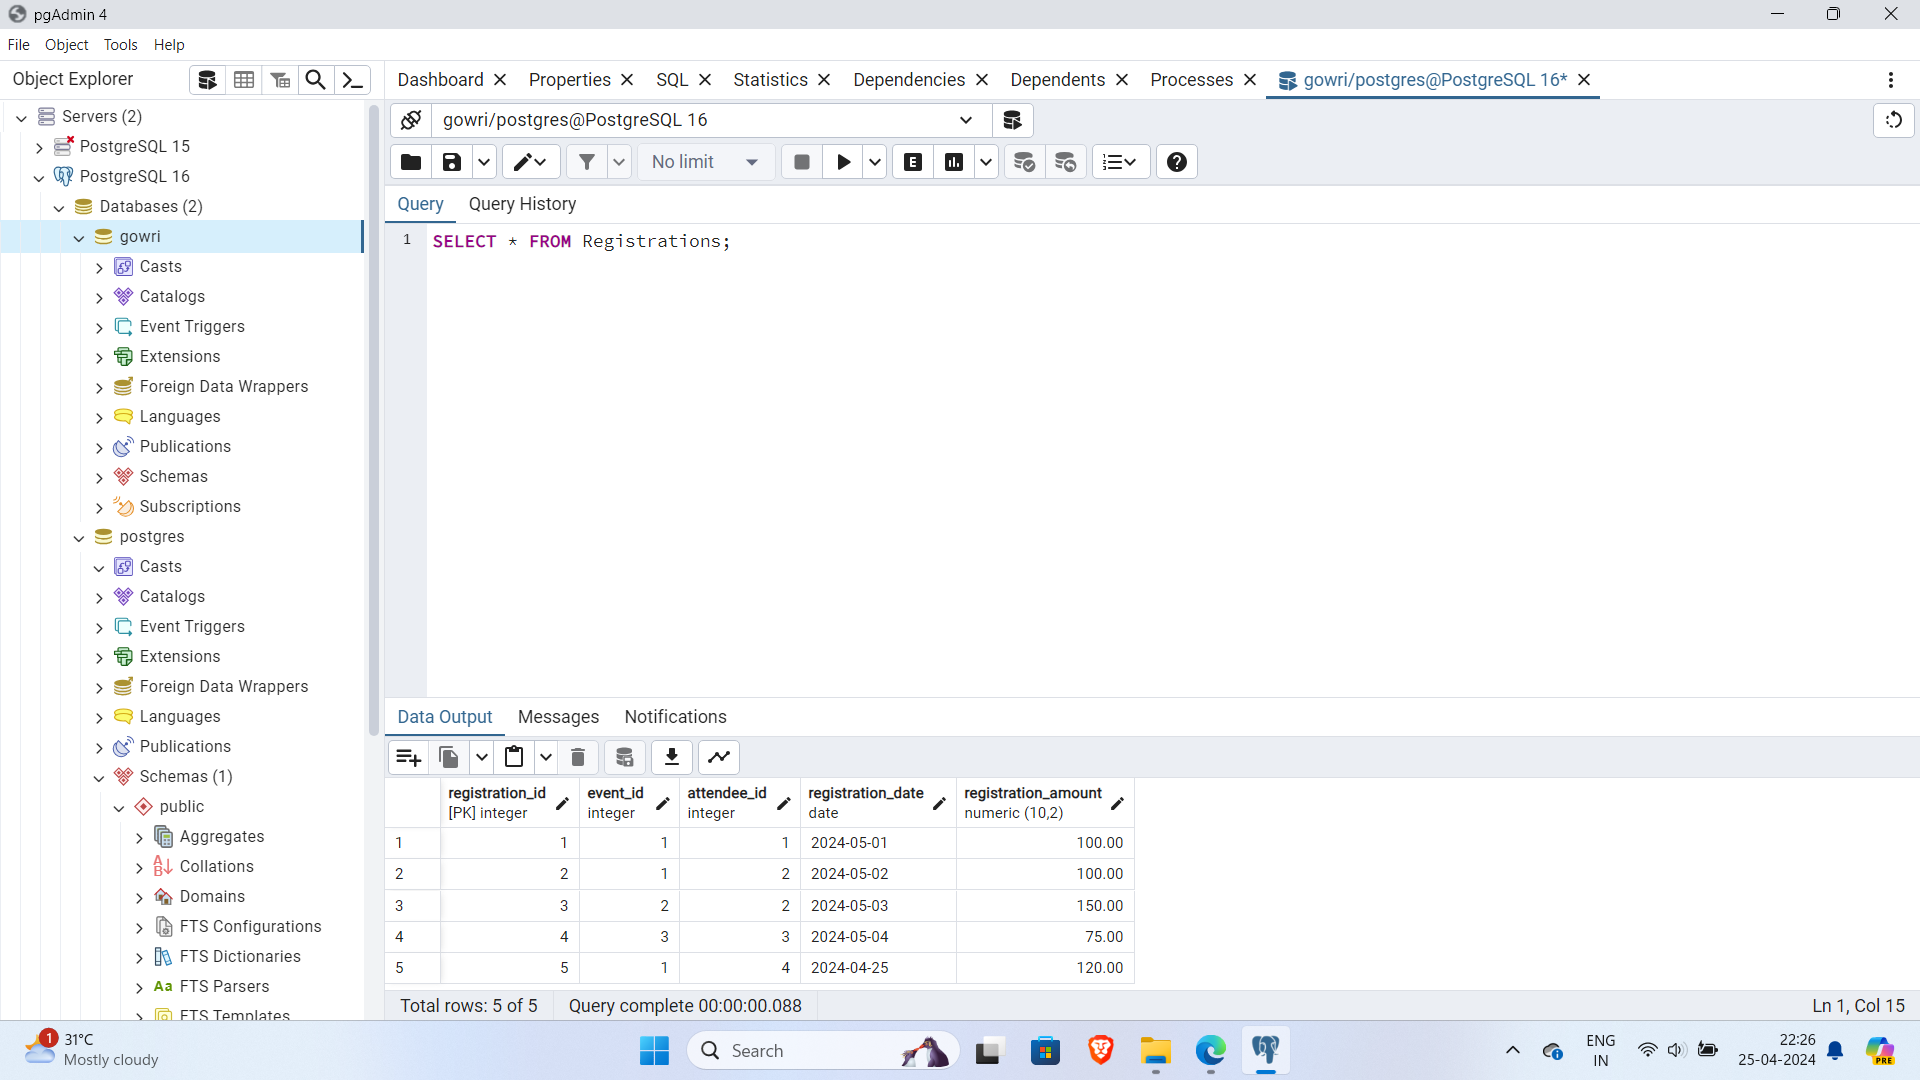 pgAdmin 4
File Object Tools Help
Object Explorer
Dashboard Properties SQL Statistics Dependencies Dependents Processes gowri/postgres@PostgreSQL 16*
Servers (2)
PostgreSQL 15
PostgreSQL 16
Databases (2)
gowri
Casts
Catalogs
Event Triggers
Extensions
Foreign Data Wrappers
Languages
Publications
Schemas
Subscriptions
postgres
Casts
Catalogs
Event Triggers
Extensions
Foreign Data Wrappers
Languages
Publications
Schemas (1)
public
Aggregates
Collations
Domains
FTS Configurations
FTS Dictionaries
Aa FTS Parsers
FTS Templates
gowri/postgres@PostgreSQL 16
No limit
E
Query Query History
1 SELECT * FROM Registrations;
Data Output Messages Notifications
registration_id event_id attendee_id registration_date registration_amount
[PK] integer integer integer date numeric (10,2)
1 1 1 1 2024-05-01 100.00
2 2 1 2 2024-05-02 100.00
3 3 2 2 2024-05-03 150.00
4 4 3 3 2024-05-04 75.00
5 5 1 4 2024-04-25 120.00
Total rows: 5 of 5 Query complete 00:00:00.088 Ln 1, Col 15
1 31°C
Mostly cloudy
Search
ENG
IN
22:26
25-04-2024
PRE